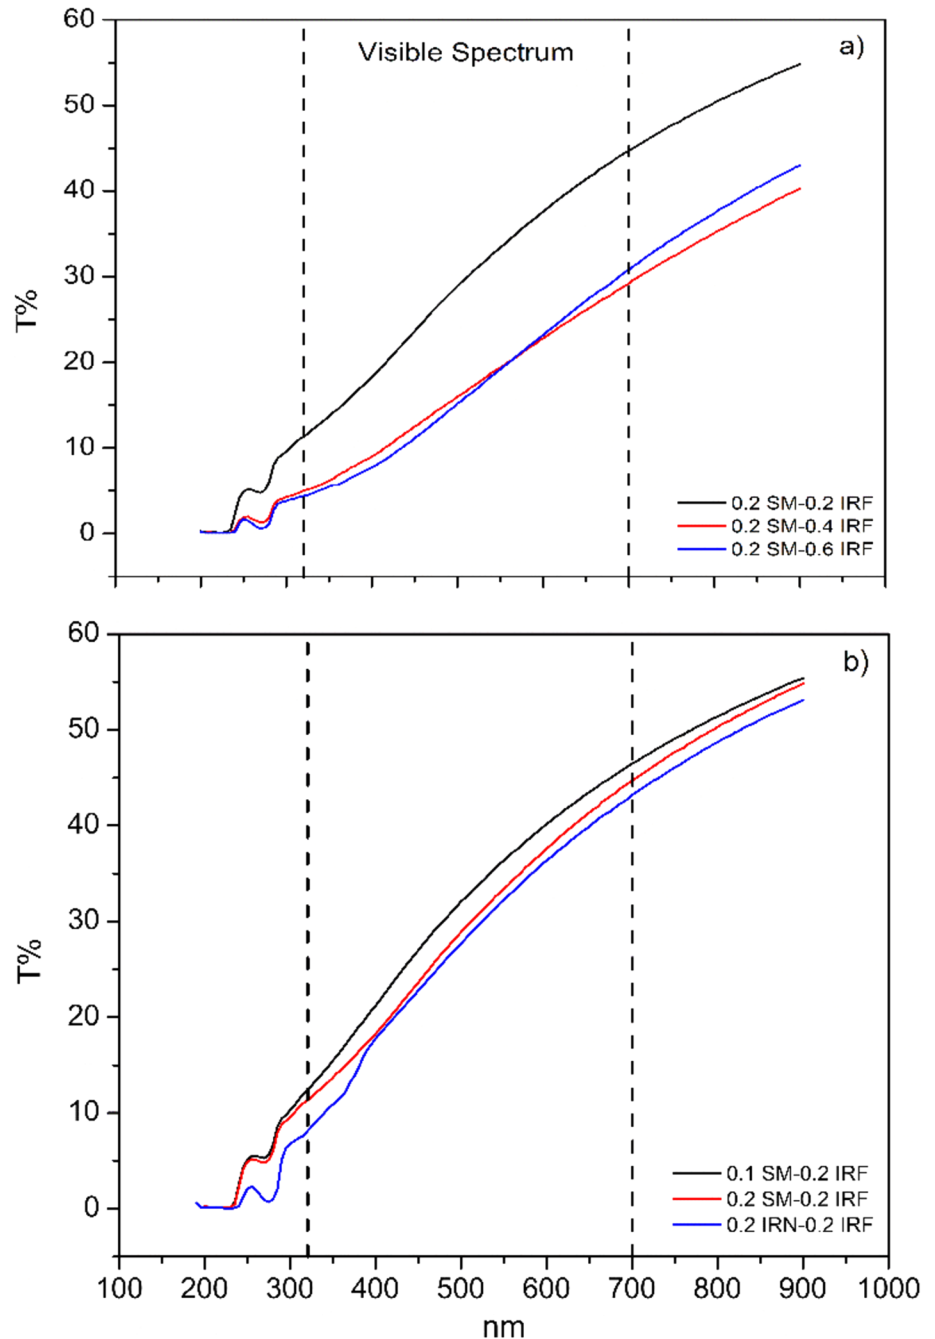 60
Visible Spectrum
a)
50
40
30
T%
20
10
0
0.2 SM-0.2 IRF
0.2 SM-0.4 IRF
0.2 SM-0.6 IRF
60
b)
50
40
30
T%
20
10
0
0.1 SM-0.2 IRF
0.2 SM-0.2 IRF
0.2 IRN-0.2 IRF
100 200 300 400 500 600 700 800 900 1000
nm